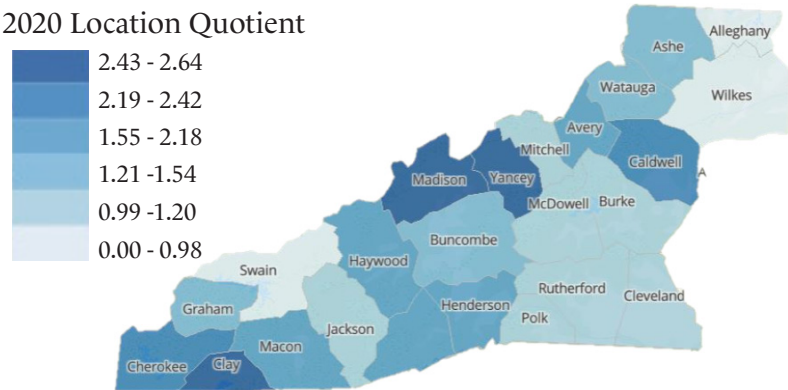 2020 Location Quotient
2.43 - 2.64
2.19 - 2.42
1.55 - 2.18
1.21 -1.54
0.99 -1.20
0.00 - 0.98
Alleghany
Ashe
Watauga
Wilkes
Avery
Mitchell
Caldwell
A
Madison
Yancey
McDowell
Burke
Buncombe
Haywood
Swain
Rutherford
Cleveland
Henderson
Graham
Polk
Jackson
Macon
Cherokee
Clay